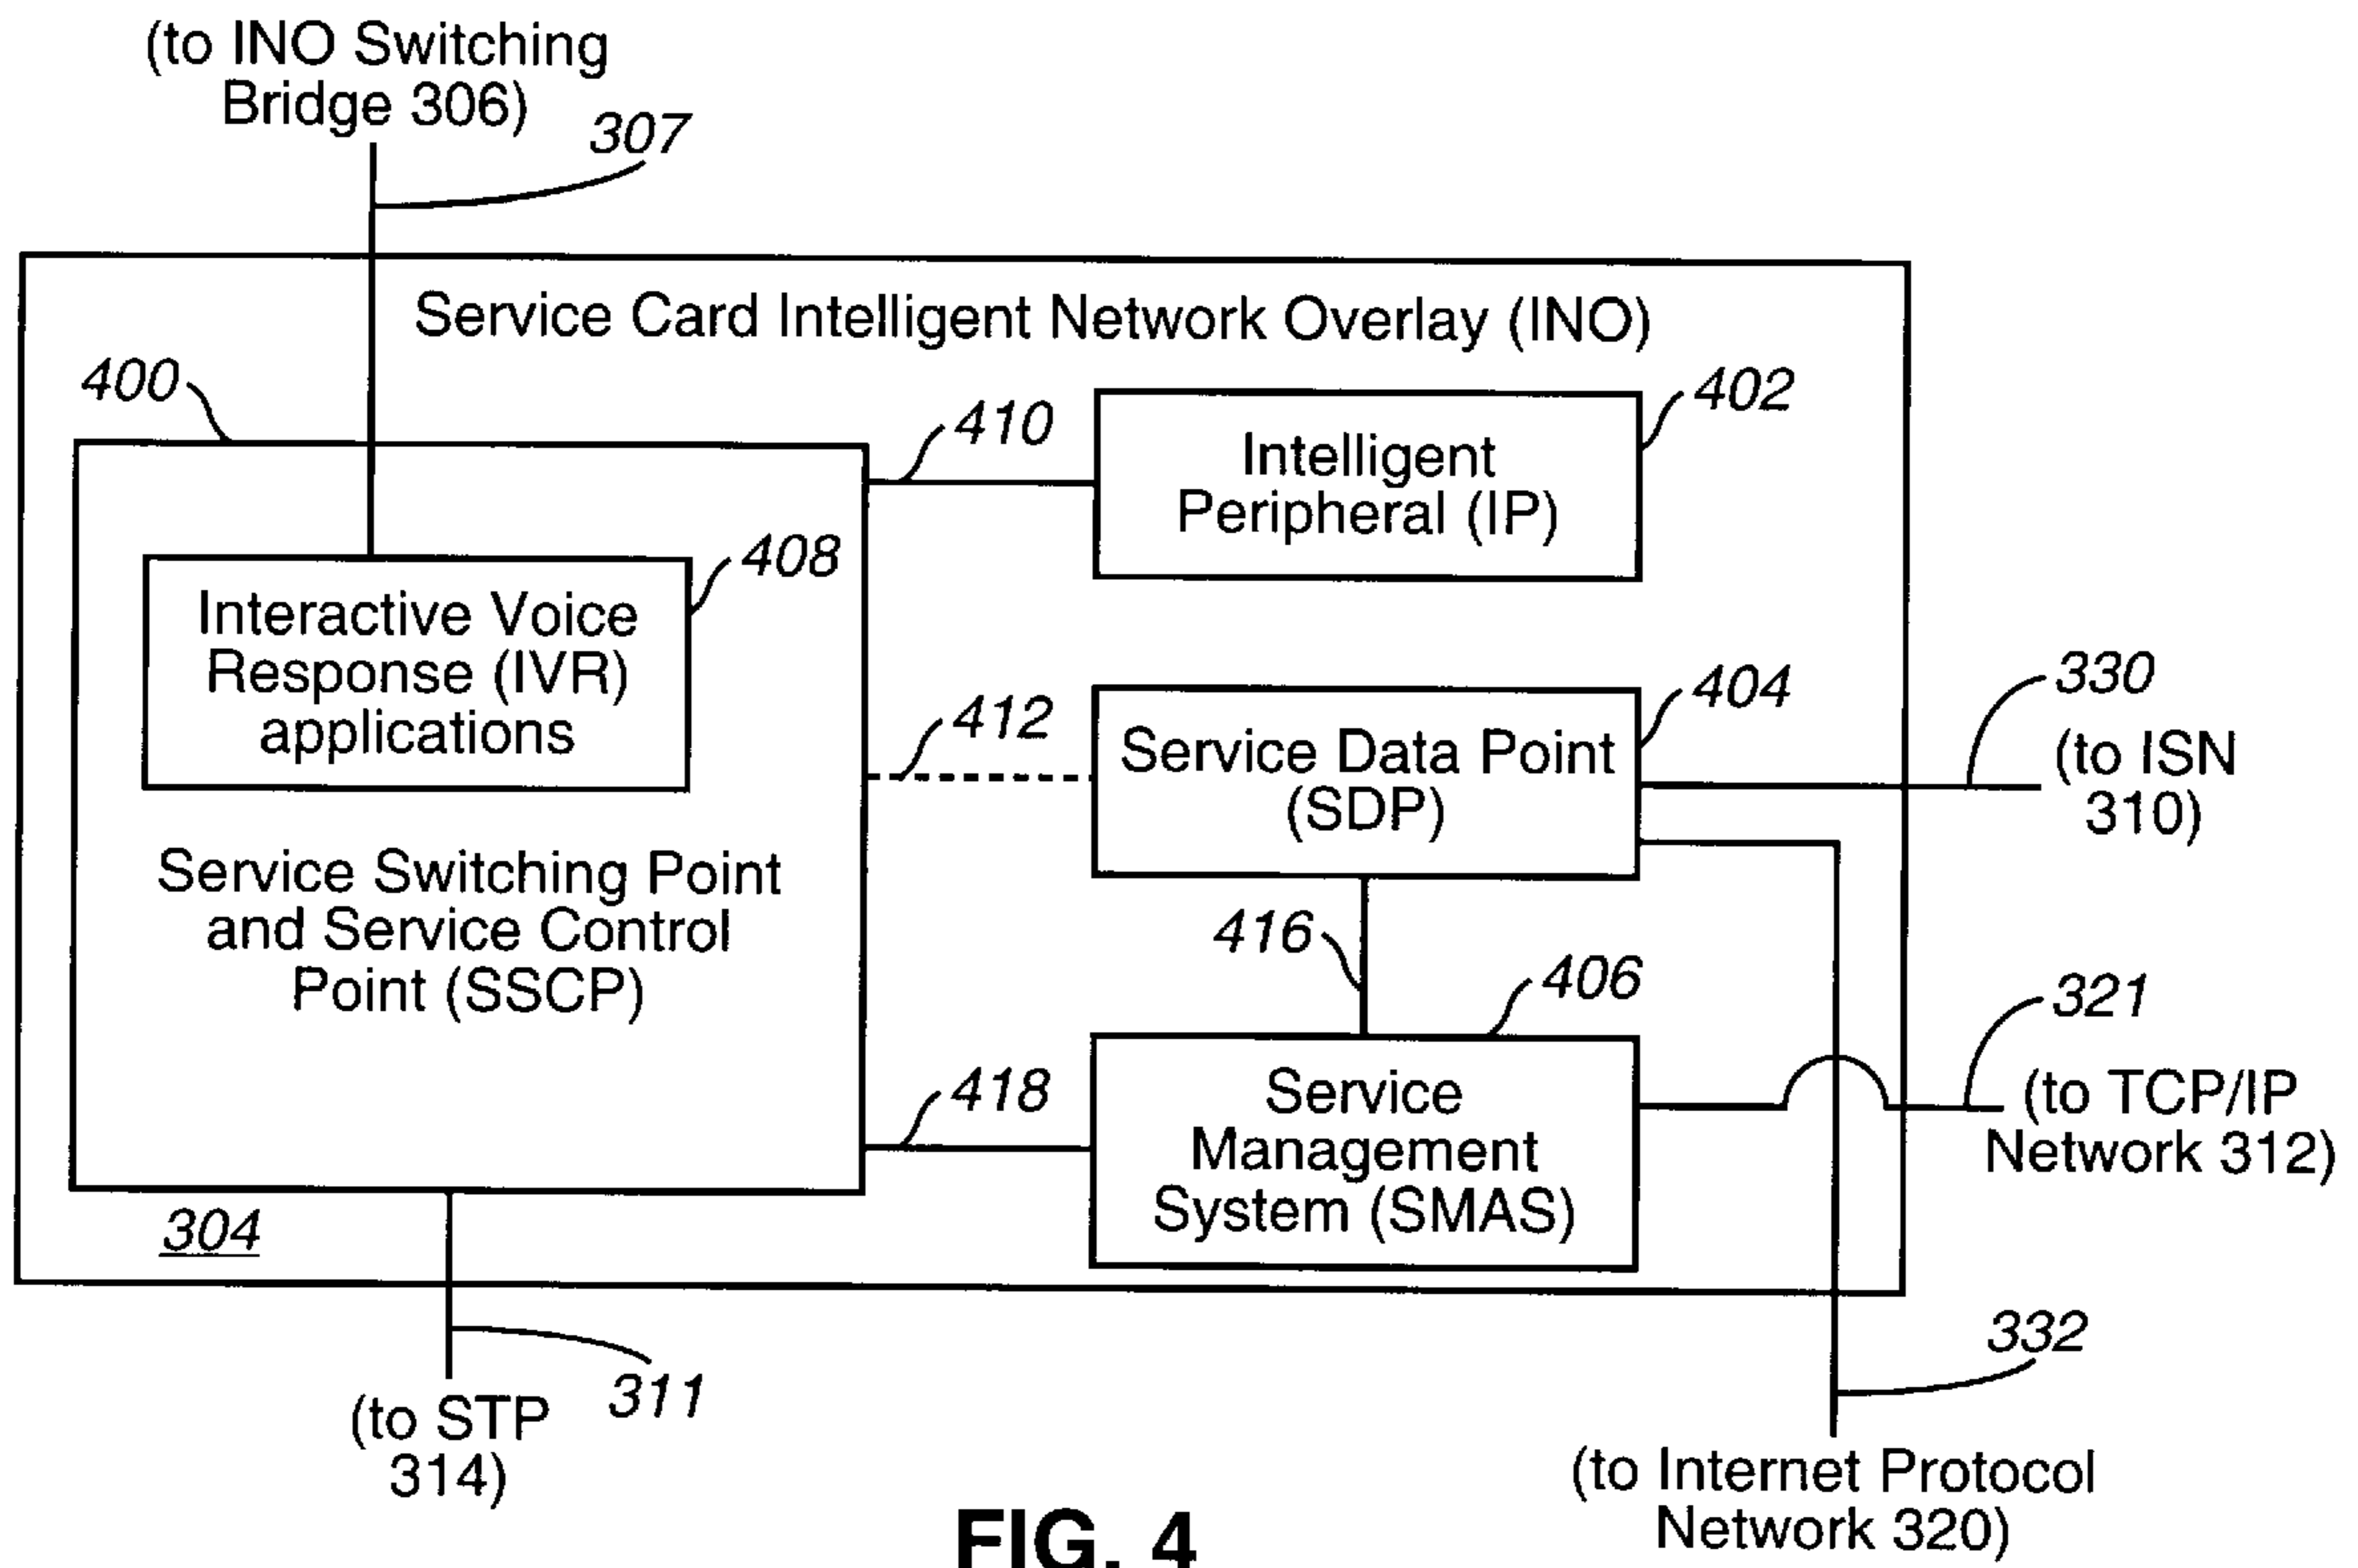 (to INO Switching
Bridge 306)
307
Service Card Intelligent Network Overlay (INO)
400
410
402
Intelligent
Peripheral (IP)
408
Interactive Voice
Response (IVR)
applications
412
404
Service Data Point
(SDP)
330
(to ISN
310)
Service Switching Point
and Service Control
Point (SSCP)
416
406
321
418
Service
Management
System (SMAS)
(to TCP/IP
Network 312)
304
332
311
(to STP
314)
(to Internet Protocol
Network 320)
FIG. 4